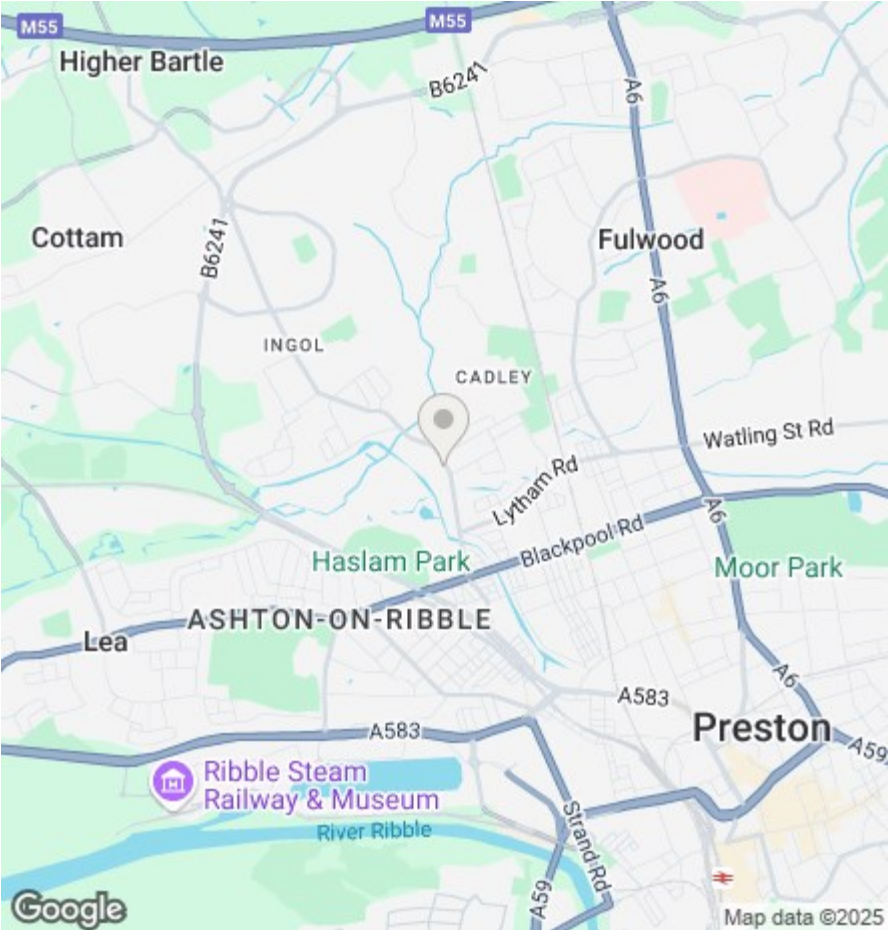 M55
M55
Higher Bartle
B6241
A6
Cottam
B6241
Fulwood
A6
INGOL
CADLEY
Watling St Rd
Lytham Rd
A6
Blackpool Rd
Haslam Park
Moor Park
ASHTON-ON-RIBBLE
Lea
A6
A583
Preston
A583
A59
Ribble Steam
Railway & Museum
River Ribble
Strand Rd
A59
Google
Map data ©2025